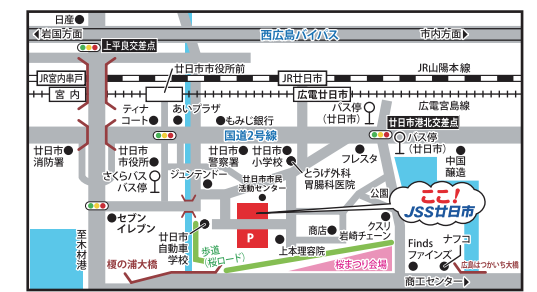 日産
◀岩国方面
西広島バイパス
市内方面▶
上平良交差点
廿日市市役所前
JR山陽本線
JR宮内串戸
JR廿日市
宮内
広電廿日市
広電宮島線
ティナ
コート
あいプラザ
もみじ銀行
バス停
(廿日市)
廿日市港北交差点
国道2号線
バス停
(廿日市)
廿日市
消防署
廿日市
市役所
廿日市
警察署
廿日市
小学校
フレスタ
中国
醸造
さくらバス
バス停
ジュンテンドー
とうげ外科
胃腸科医院
廿日市市民
活動センター
公園
ここ!
JSS廿日市
セブン
イレブン
P
商店
クスリ
岩崎チェーン
至木材港
廿日市
自動車
学校
歩道
(桜ロード)
上本理容院
Finds
ファインズ
ナフコ
榎の浦大橋
桜まつり会場
広島はつかいち大橋
商工センター▶